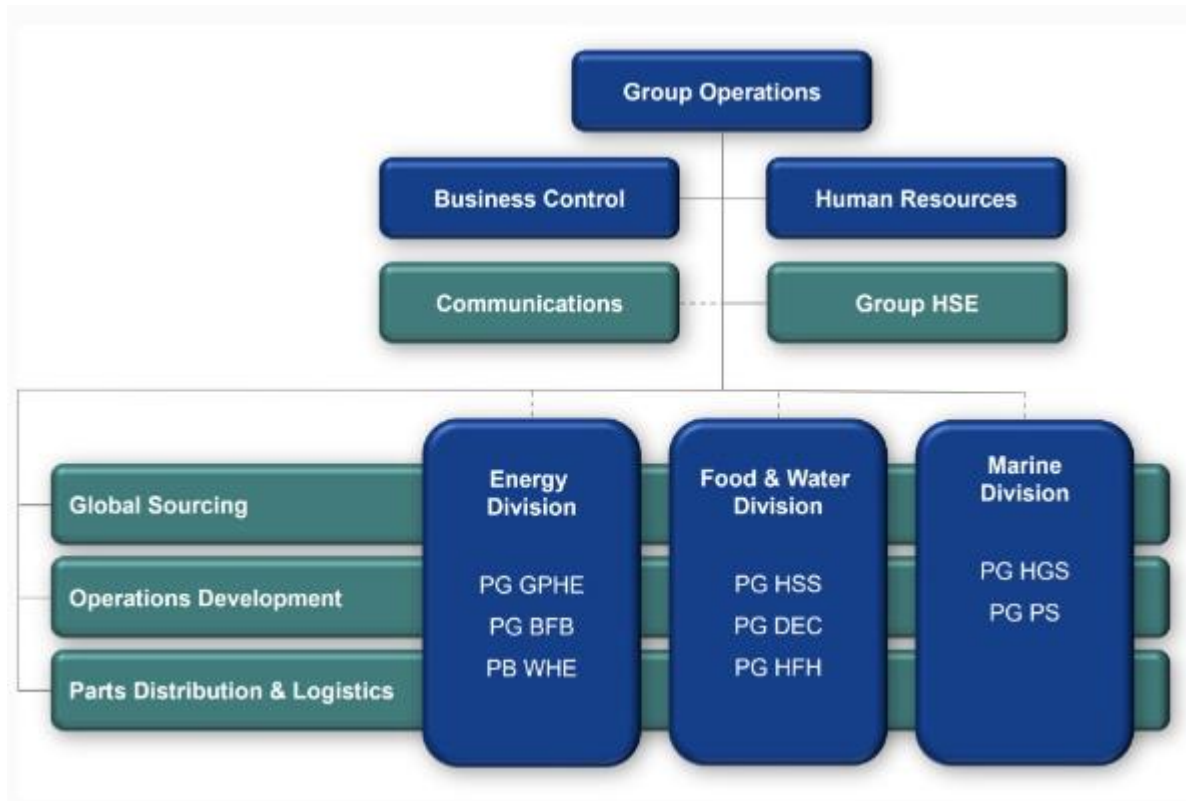 Group Operations
Business Control
Human Resources
Communications
Group HSE
Global Sourcing
Operations Development
Parts Distribution & Logistics
Energy
Division
PG GPHE
PG BFB
PB WHE
Food & Water
Division
PG HSS
PG DEC
PG HFH
Marine
Division
PG HGS
PG PS